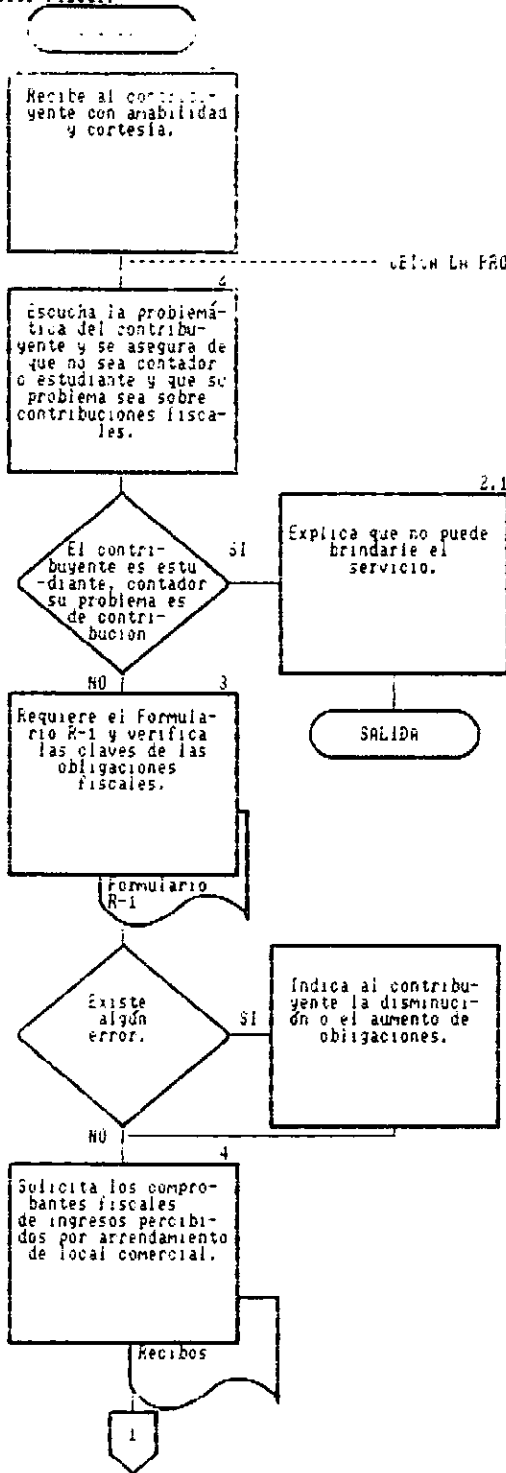 Recibe al
yente con amabilidad
y cortesía.
Escucha la problemá-
tica del contribu-
yente y se asegura de
que no sea contador
o estudiante y que su
problema sea sobre
contribuciones fisca-
les.
2.1
El contri-
buyente es estu
-diante, contador
su problema es
de contri-
bución
SI
Explica que no puede
brindarle el
servicio.
NO
3
SALIDA
Requiere el Formula-
rio R-1 y verifica
las claves de las
obligaciones
fiscales.
Formulario
R-1
Existe
algún
error.
SI
Indica al contribu-
yente la disminuci-
ón o el aumento de
obligaciones.
NO
4
Solicita los compro-
bantes fiscales
de ingresos percibi-
dos por arrendamiento
de local comercial.
Recibos
1